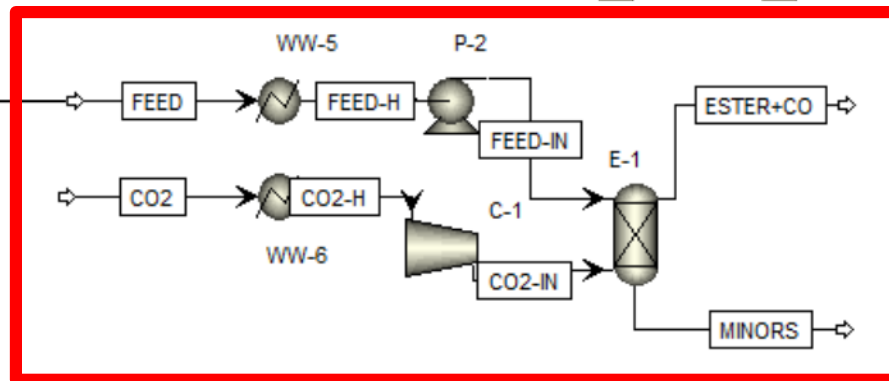 WW-5
P-2
FEED
FEED-H
ESTER+CO
FEED-IN
E-1
CO2
CO2-H
C-1
WW-6
CO2-IN
MINORS